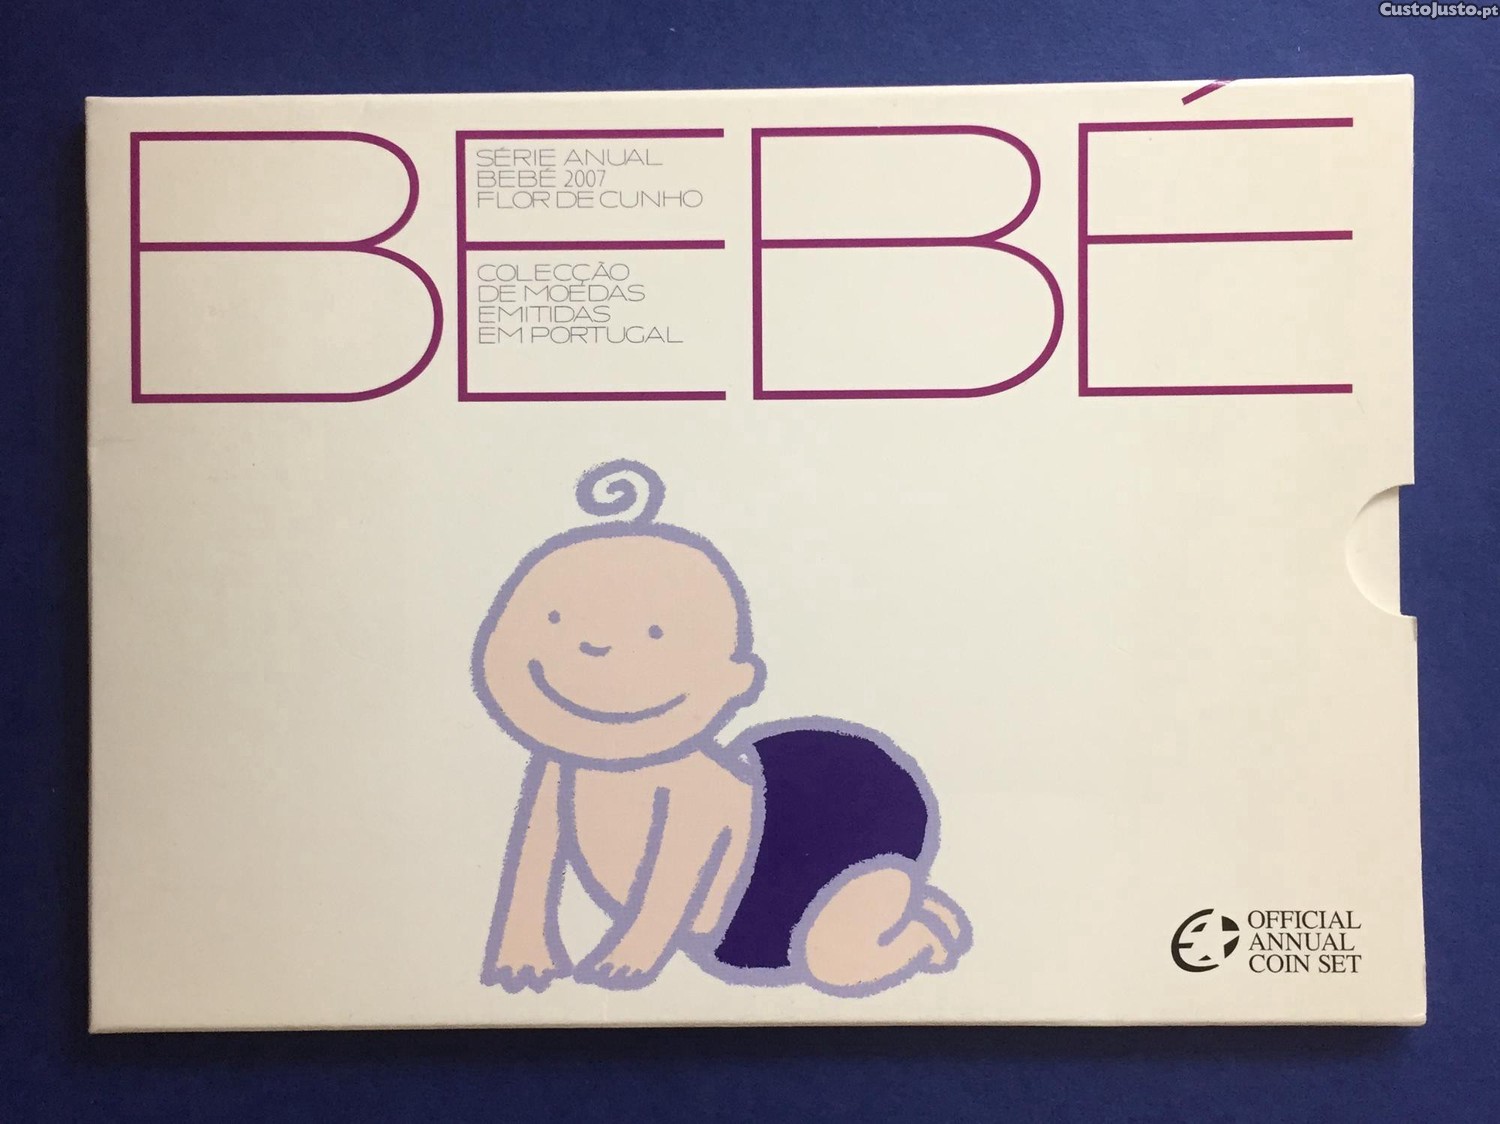 CustoJusto.pt
BEBÉ
SÉRIE ANUAL
BEBÉ 2007
FLOR DE CUNHO
COLECÇÃO
DE MOEDAS
EMITIDAS
EM PORTUGAL
OFFICIAL
ANNUAL
COIN SET